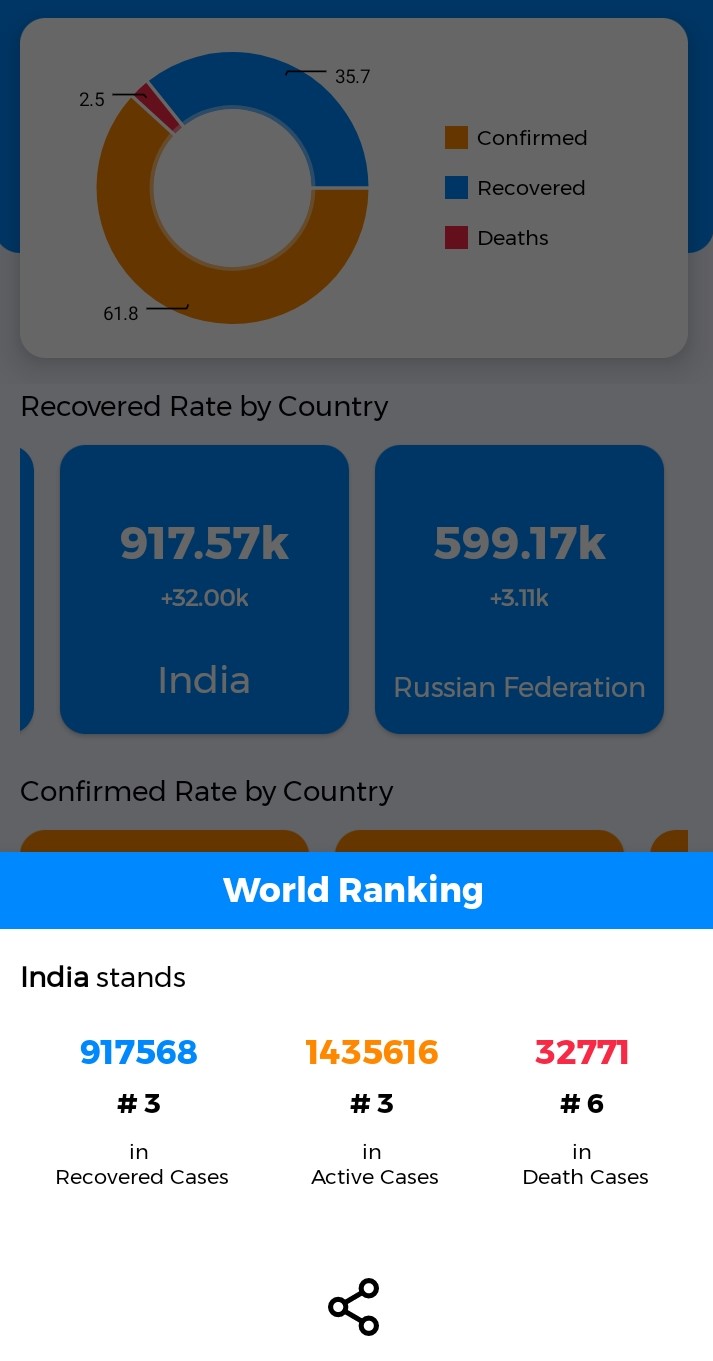 35.7
2.5
Confirmed
Recovered
Deaths
61.8
Recovered Rate by Country
917.57k 599.17k
+32.00k +3.11k
India Russian Federation
Confirmed Rate by Country
World Ranking
India stands
917568 1435616 32771
# 3 # 3 # 6
in in in
Recovered Cases Active Cases Death Cases